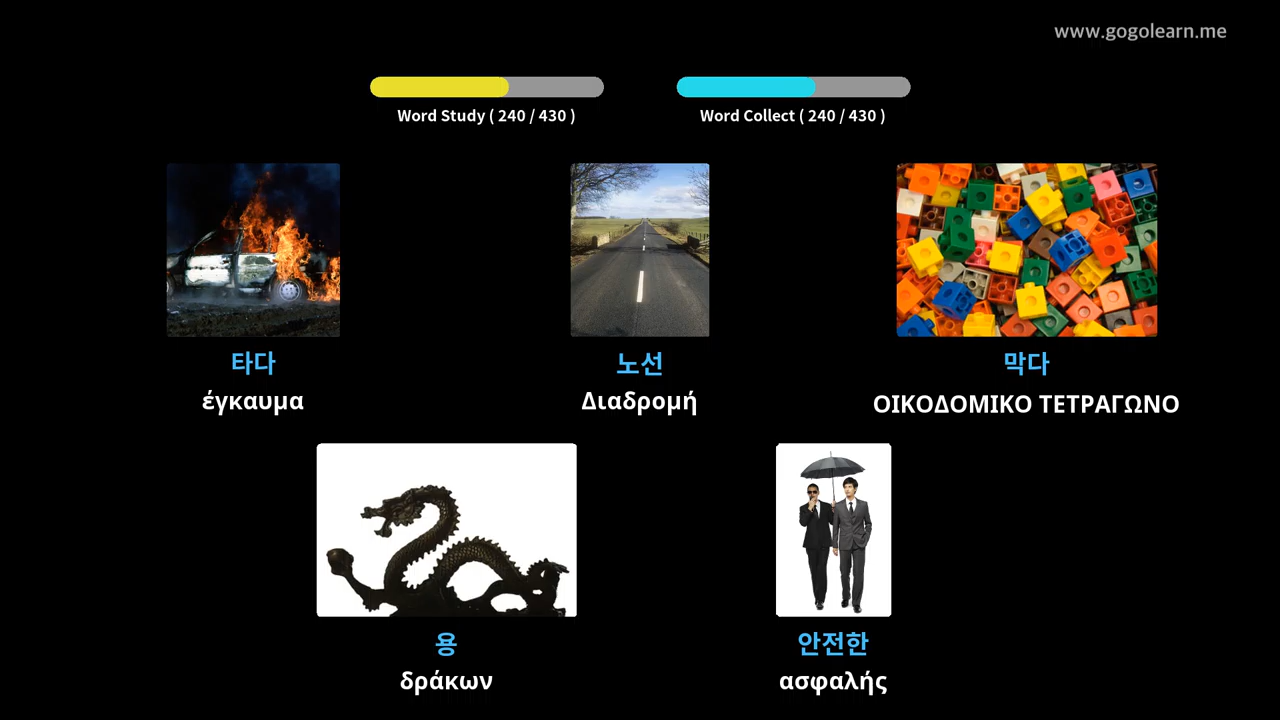 www.gogolearn.me
Word Study ( 240 / 430 )
Word Collect ( 240 / 430 )
타다
έγκαυμα
노선
Διαδρομή
막다
ΟΙΚΟΔΟΜΙΚΟ ΤΕΤΡΑΓΩΝΟ
용
δράκων
안전한
ασφαλής